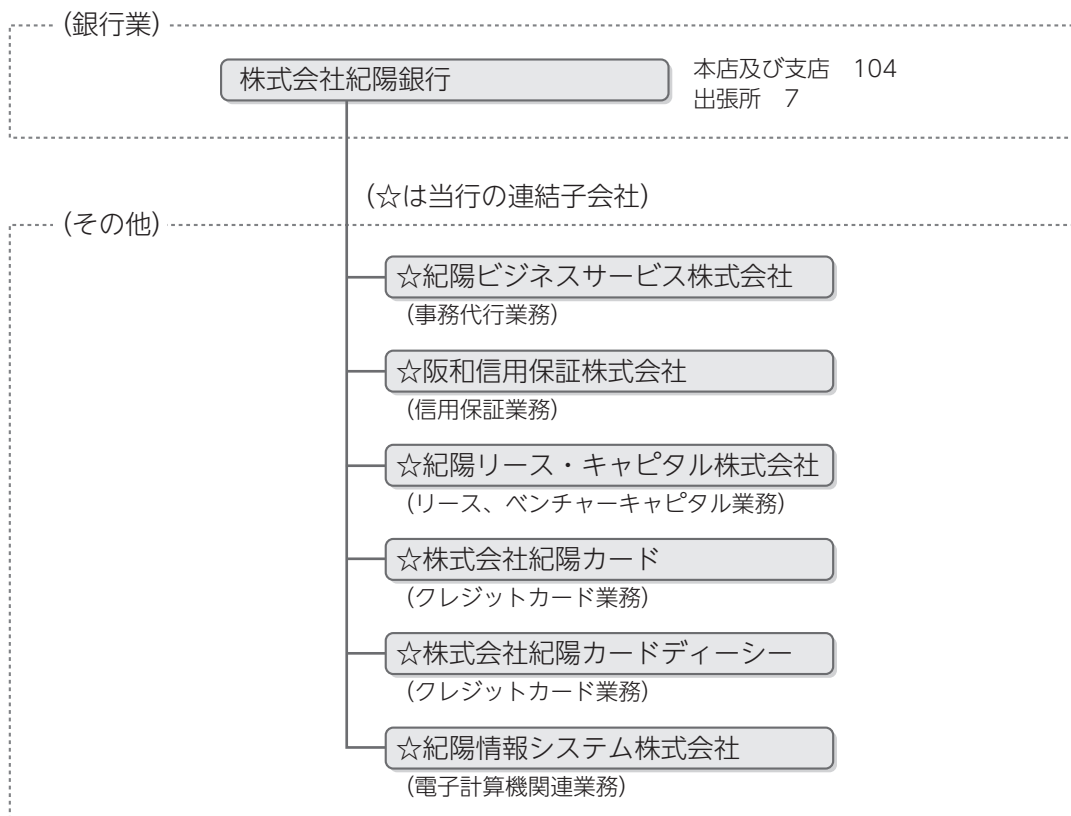 (銀行業)
株式会社紀陽銀行
本店及び支店　104
出張所　7
(☆は当行の連結子会社)
(その他)
☆紀陽ビジネスサービス株式会社
(事務代行業務)
☆阪和信用保証株式会社
(信用保証業務)
☆紀陽リース・キャピタル株式会社
(リース、ベンチャーキャピタル業務)
☆株式会社紀陽カード
(クレジットカード業務)
☆株式会社紀陽カードディーシー
(クレジットカード業務)
☆紀陽情報システム株式会社
(電子計算機関連業務)